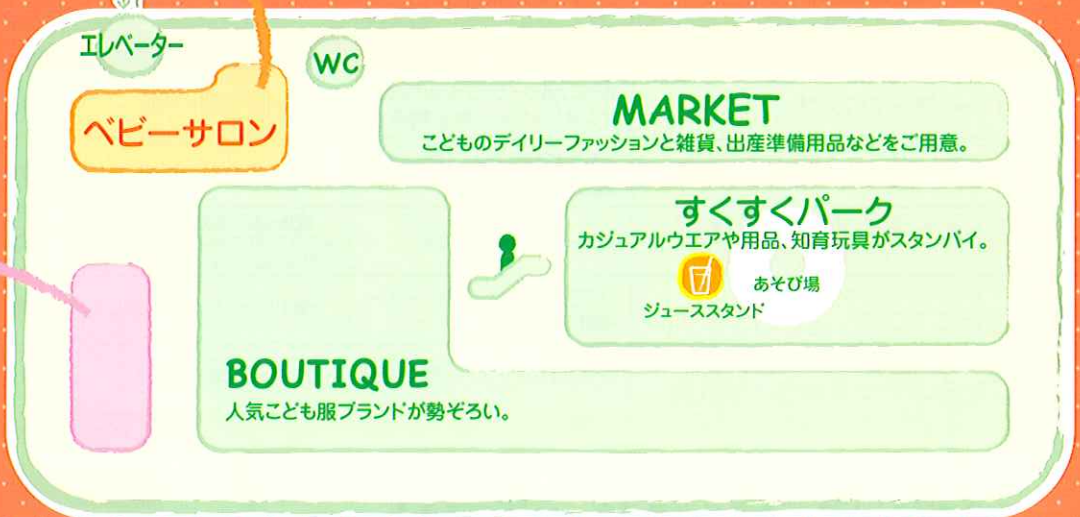 エレベーター
WC
ベビーサロン
MARKET
こどものデイリーファッションと雑貨、出産準備用品などをご用意。
すくすくパーク
カジュアルウエアや用品、知育玩具がスタンバイ。
あそび場
ジューススタンド
BOUTIQUE
人気こども服ブランドが勢ぞろい。